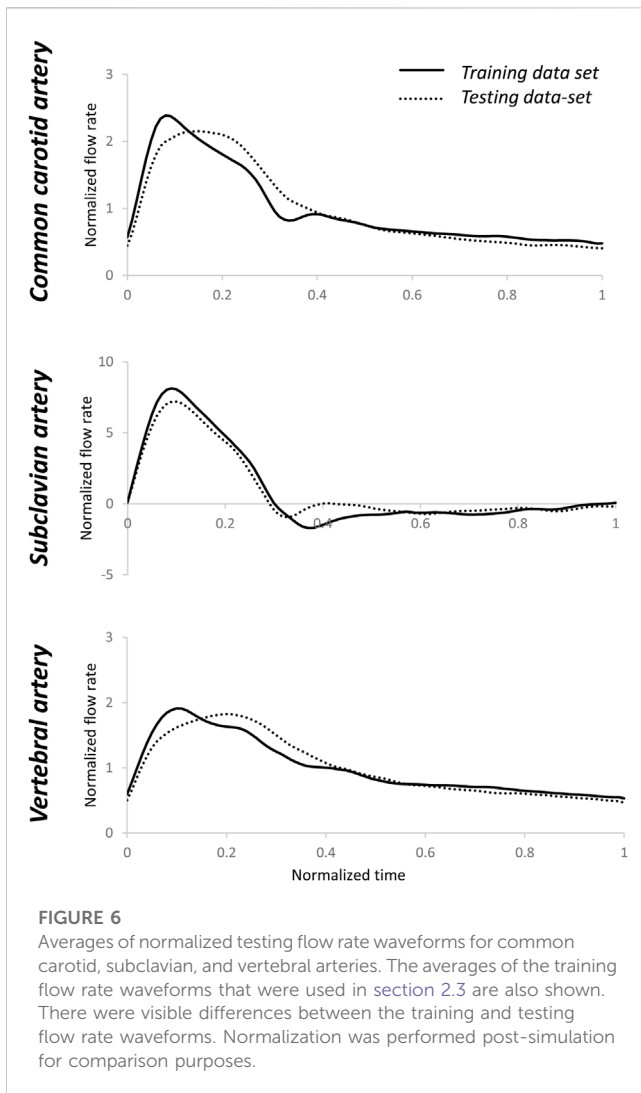 Common carotid artery
Normalized flow rate
3
2
1
0
0
0.2
0.4
0.6
0.8
1
Training data set
Testing data-set
Subclavian artery
Normalized flow rate
10
5
0
-5
0
0.2
0.4
0.6
0.8
1
Vertebral artery
Normalized flow rate
3
2
1
0
0
0.2
0.4
0.6
0.8
1
Normalized time
FIGURE 6
Averages of normalized testing flow rate waveforms for common
carotid, subclavian, and vertebral arteries. The averages of the training
flow rate waveforms that were used in section 2.3 are also shown.
There were visible differences between the training and testing
flow rate waveforms. Normalization was performed post-simulation
for comparison purposes.